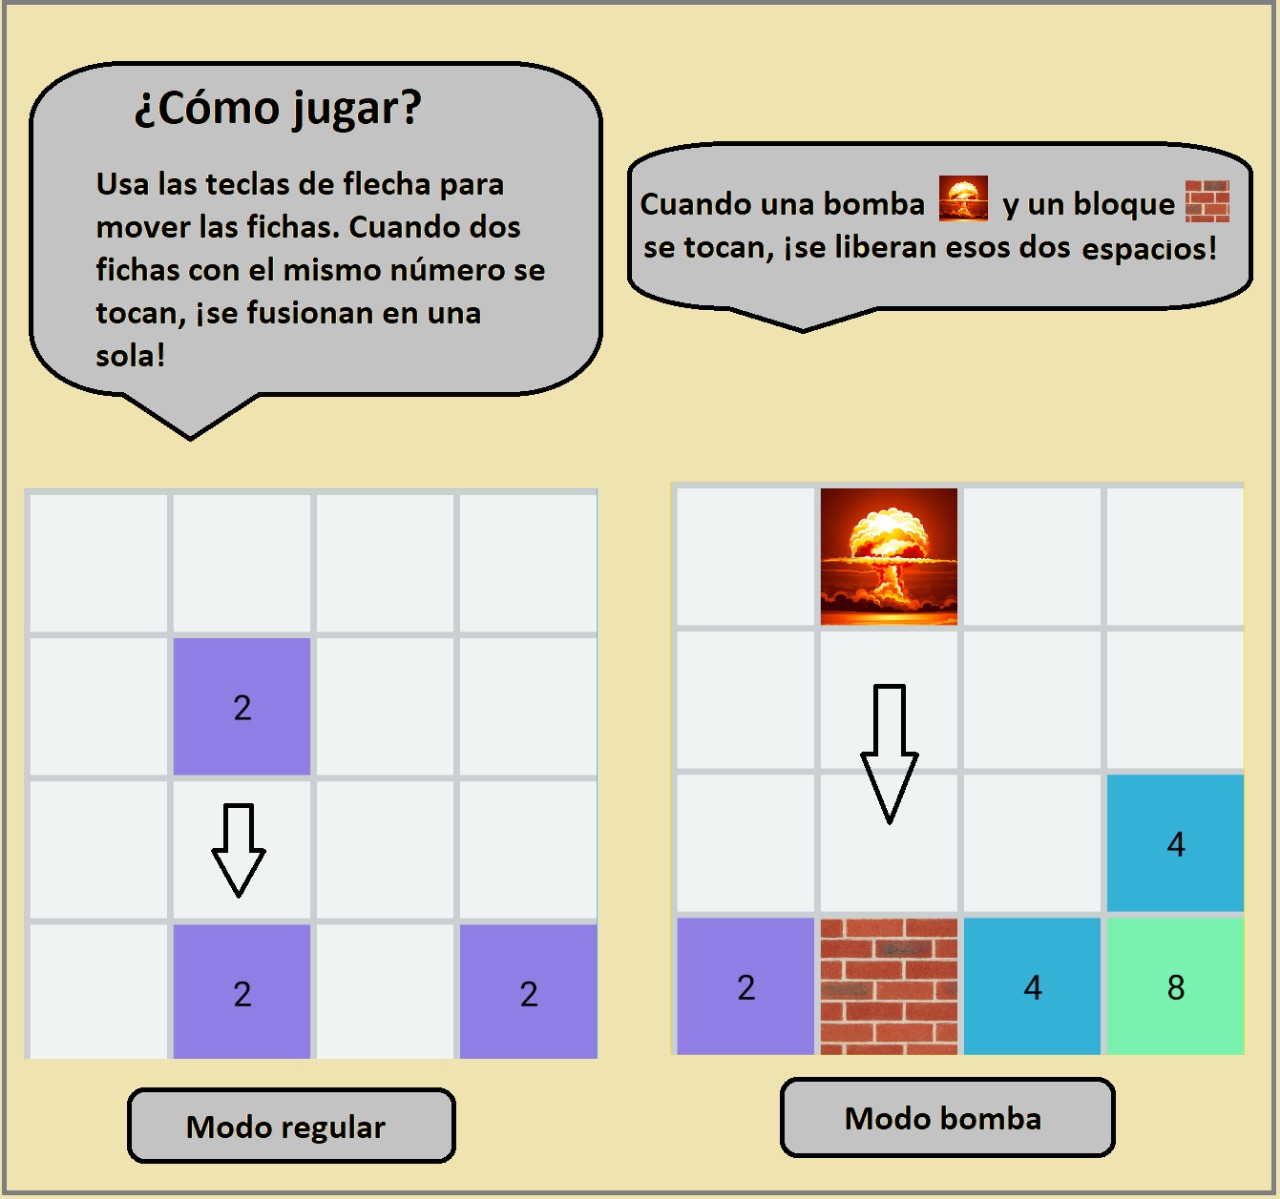 ¿Cómo jugar?
Usa las teclas de flecha para
mover las fichas. Cuando dos
fichas con el mismo número se
tocan, ¡se fusionan en una
sola!
Cuando una bomba y un bloque
se tocan, ¡se liberan esos dos espacios!
2
2 2
4
2 4 8
Modo regular
Modo bomba